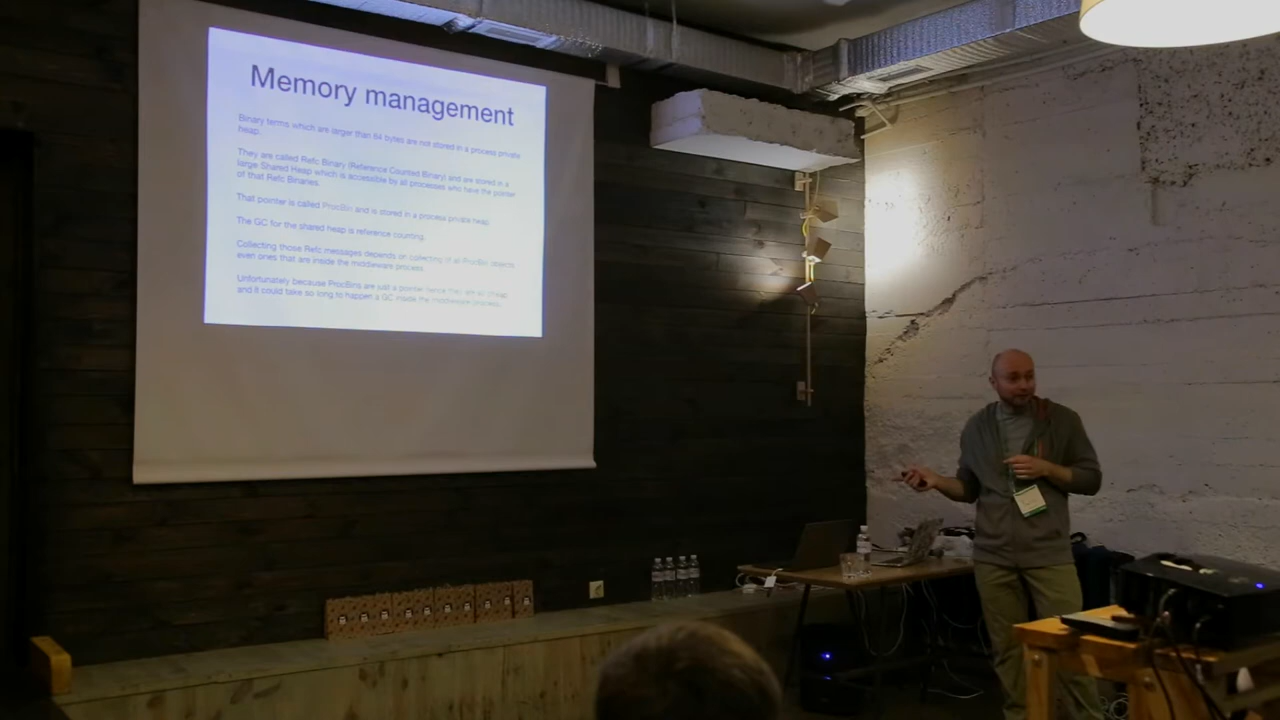 Memory management
Binary terms which are larger than 64 bytes are not stored in a process private
heap.
They are called Refc Binary (Reference Counted Binary) and are stored in a
large Shared Heap which is accessible by all processes who have the pointer
of that Refc Binaries.
That pointer is called ProcBin and is stored in a process private heap.
The GC for the shared heap is reference counting.
Collecting those Refc messages depends on collecting of all ProcBin objects
even ones that are inside the middleware process.
Unfortunately because ProcBins are just a pointer hence they are so cheap
and it could take so long to happen a GC inside the middleware process.